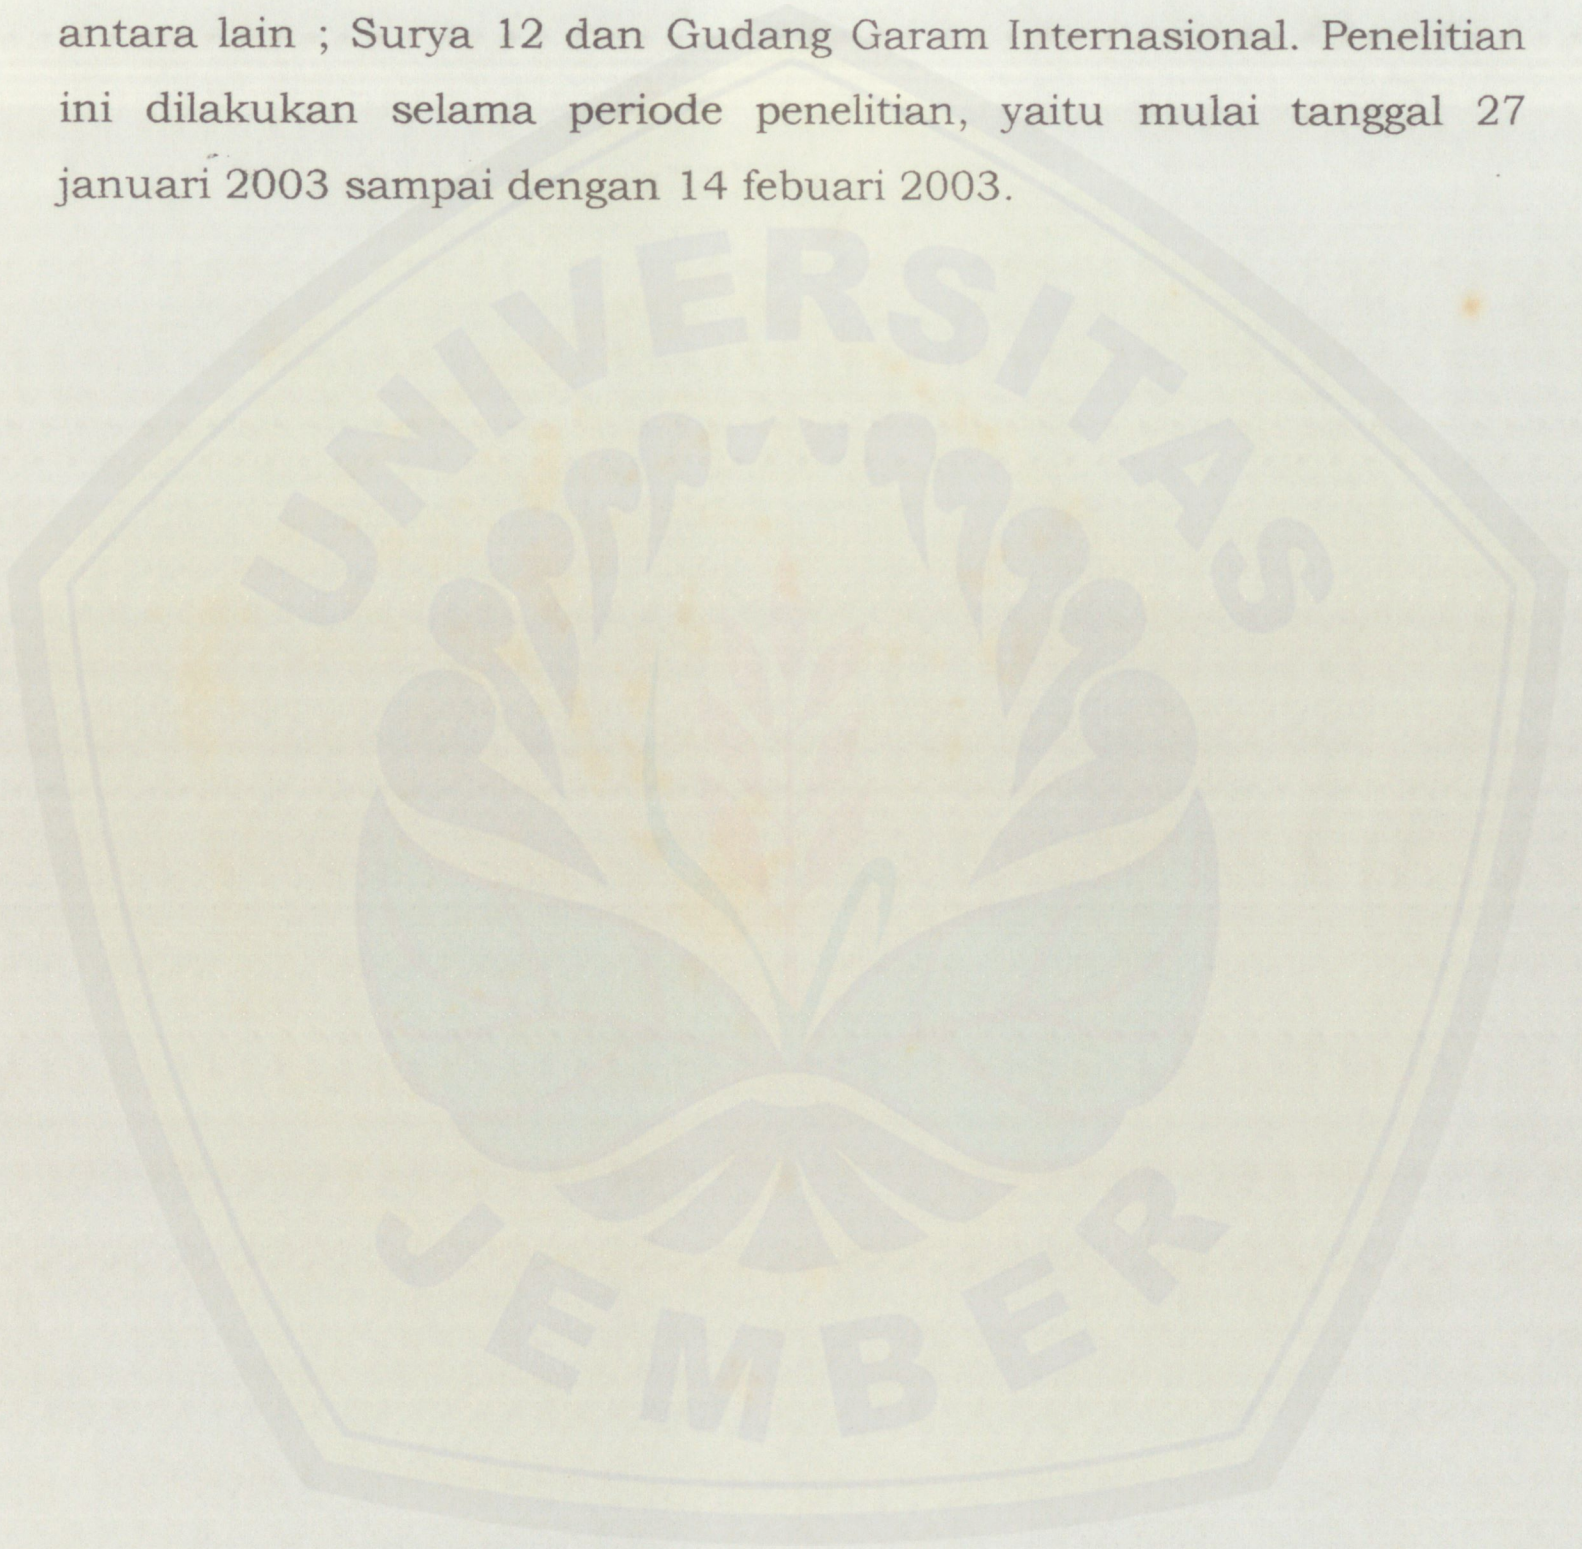 antara lain ; Surya 12 dan Gudang Garam Internasional. Penelitian
ini dilakukan selama periode penelitian, yaitu mulai tanggal 27
januari 2003 sampai dengan 14 febuari 2003.
UNIVERSITAS
JEMBER